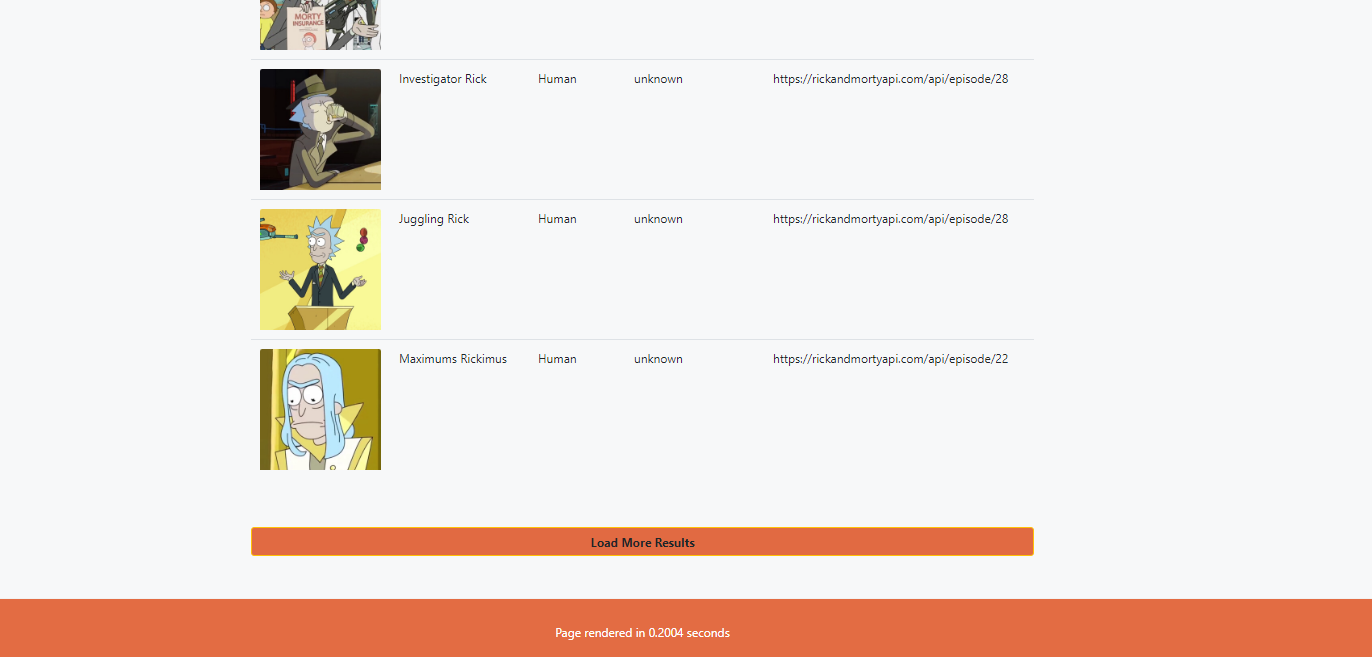 MORTY
INSURANCE
Investigator Rick Human unknown https://rickandmortyapi.com/api/episode/28
Juggling Rick Human unknown https://rickandmortyapi.com/api/episode/28
Maximums Rickimus Human unknown https://rickandmortyapi.com/api/episode/22
Load More Results
Page rendered in 0.2004 seconds